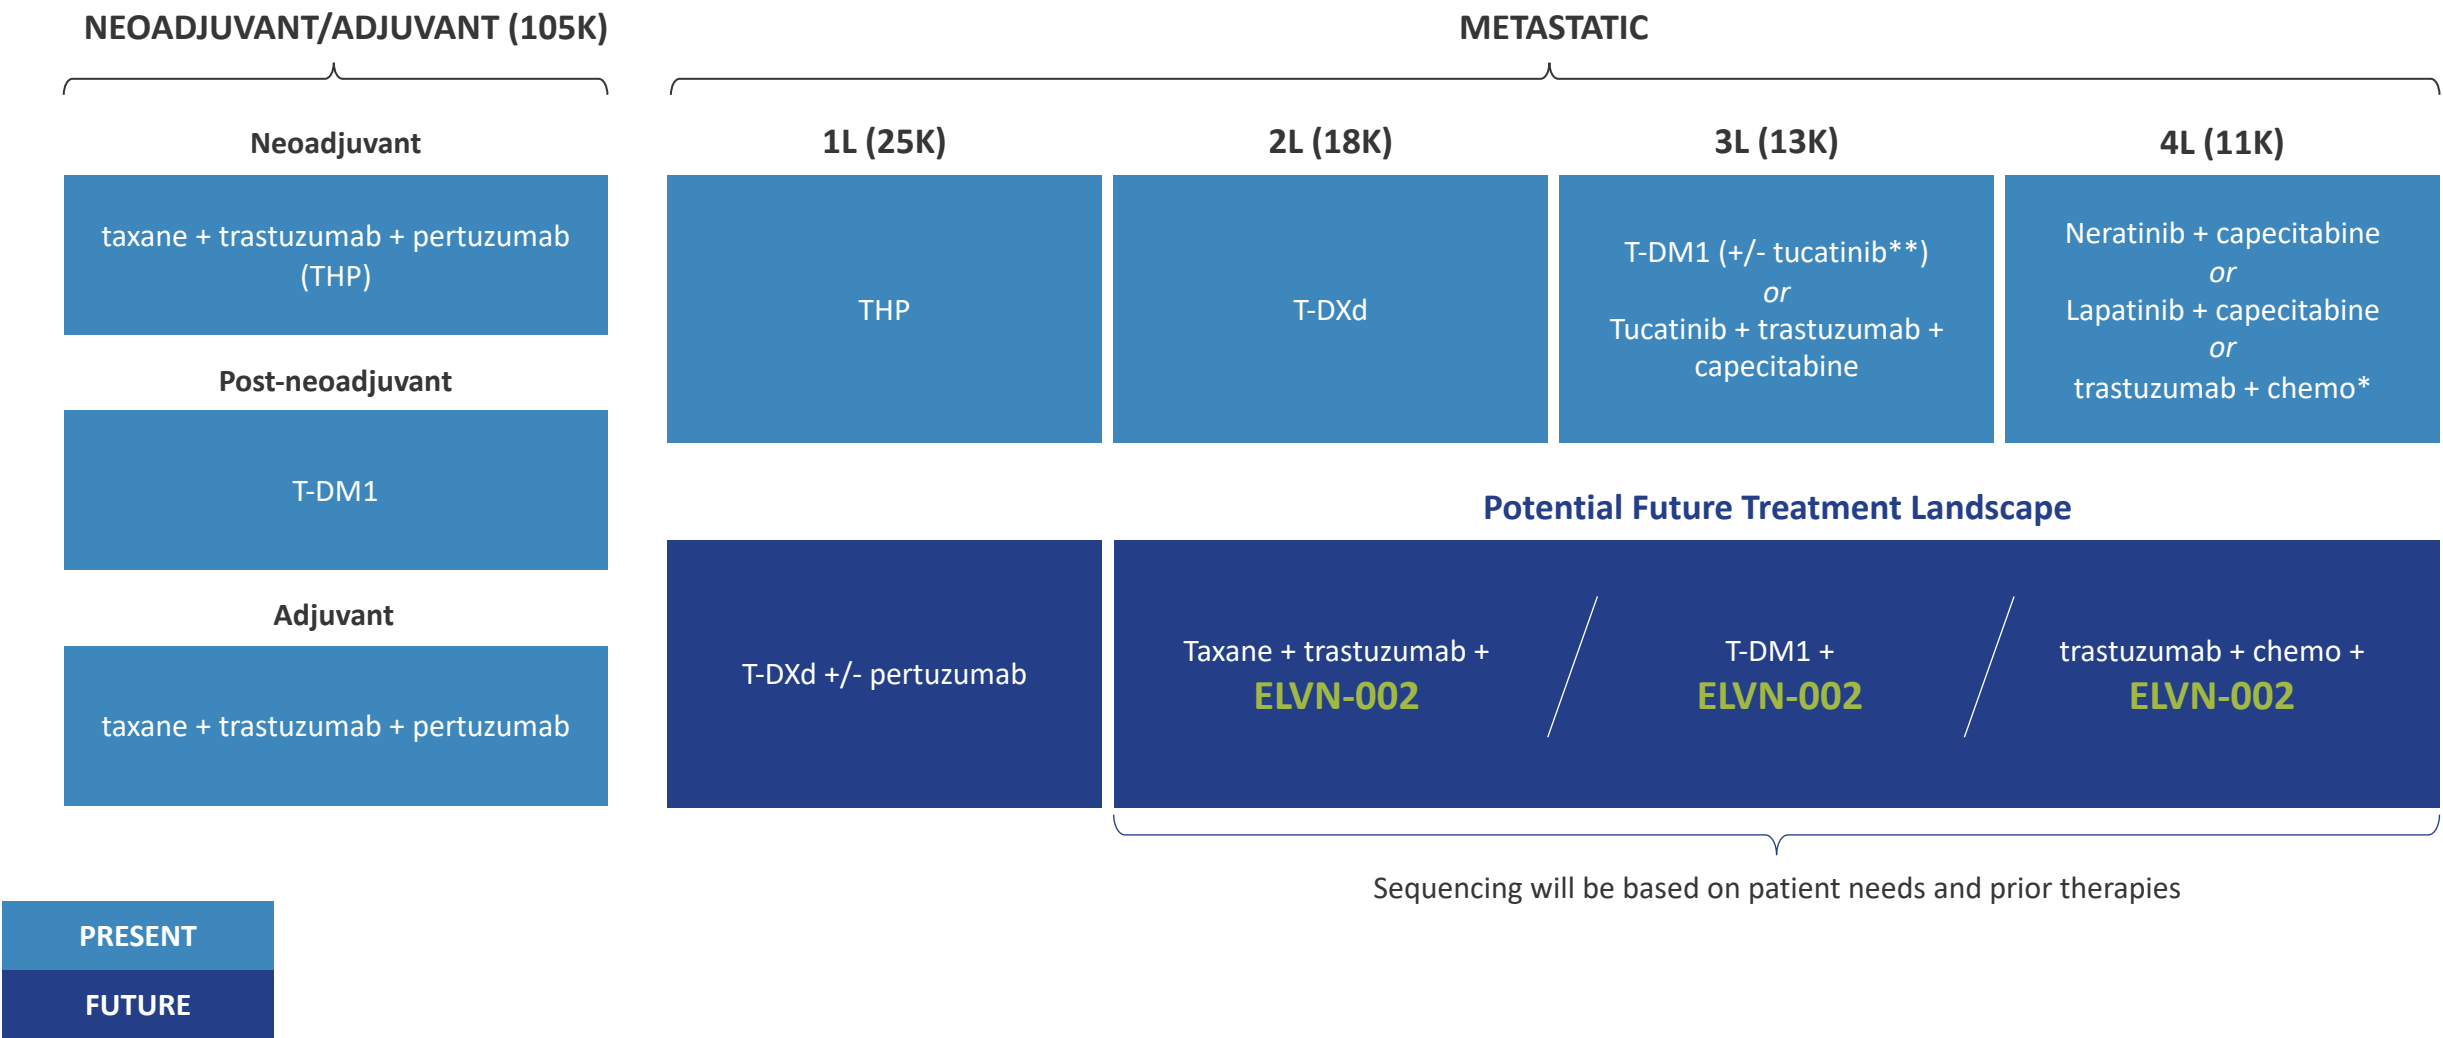 NEOADJUVANT/ADJUVANT (105K)
METASTATIC
Neoadjuvant
taxane + trastuzumab + pertuzumab
(THP)
Post-neoadjuvant
T-DM1
Adjuvant
taxane + trastuzumab + pertuzumab
1L (25K)
2L (18K)
3L (13K)
4L (11K)
THP
T-DXd
T-DM1 (+/- tucatinib**)
or
Tucatinib + trastuzumab +
capecitabine
Neratinib + capecitabine
or
Lapatinib + capecitabine
or
trastuzumab + chemo*
Potential Future Treatment Landscape
T-DXd +/- pertuzumab
Taxane + trastuzumab +
ELVN-002
T-DM1 +
ELVN-002
trastuzumab + chemo +
ELVN-002
Sequencing will be based on patient needs and prior therapies
PRESENT
FUTURE